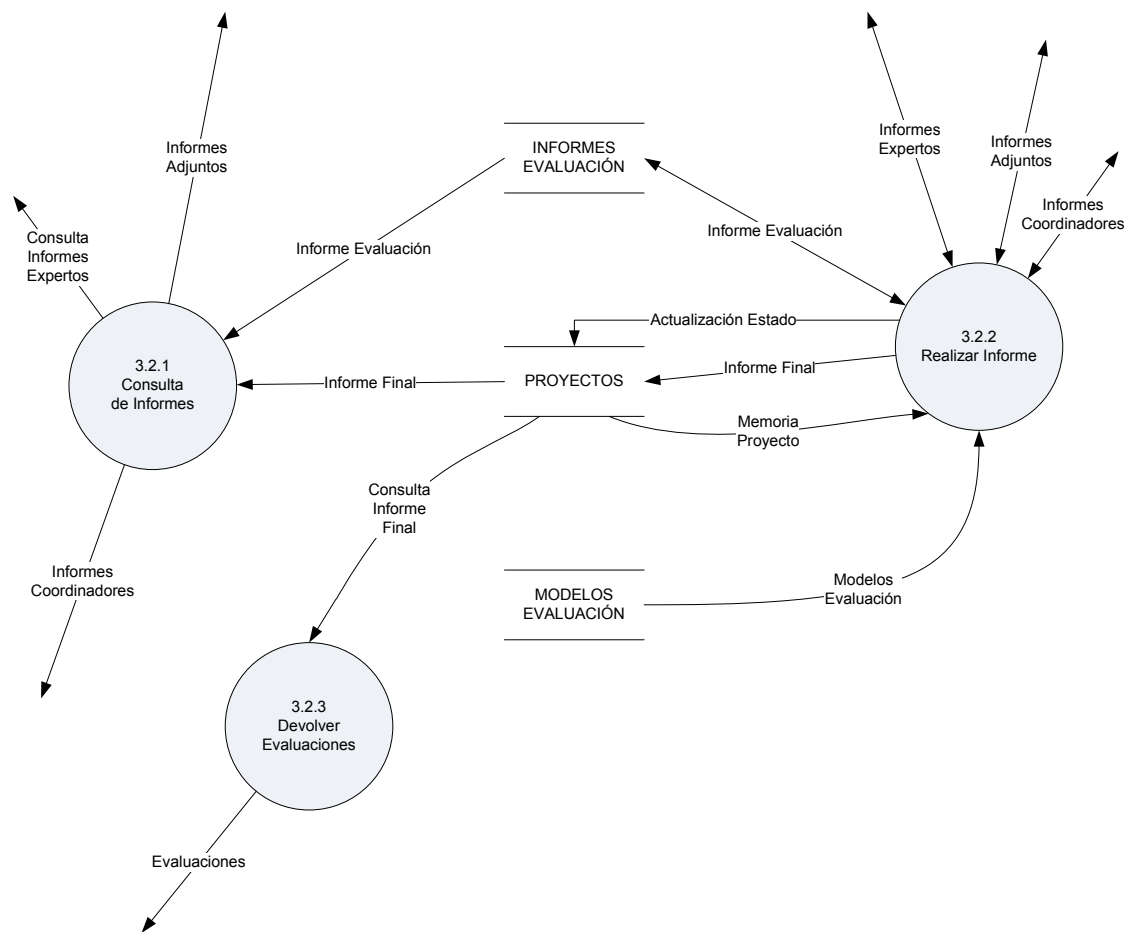 Informes
Adjuntos
Informes
Expertos
Informes
Adjuntos
INFORMES
EVALUACIÓN
Informes
Coordinadores
Consulta
Informes
Expertos
Informe Evaluación
Informe Evaluación
Actualización Estado
3.2.2
Realizar Informe
3.2.1
Consulta
de Informes
Informe Final
PROYECTOS
Informe Final
Memoria
Proyecto
Consulta
Informe
Final
Informes
Coordinadores
MODELOS
EVALUACIÓN
Modelos
Evaluación
3.2.3
Devolver
Evaluaciones
Evaluaciones